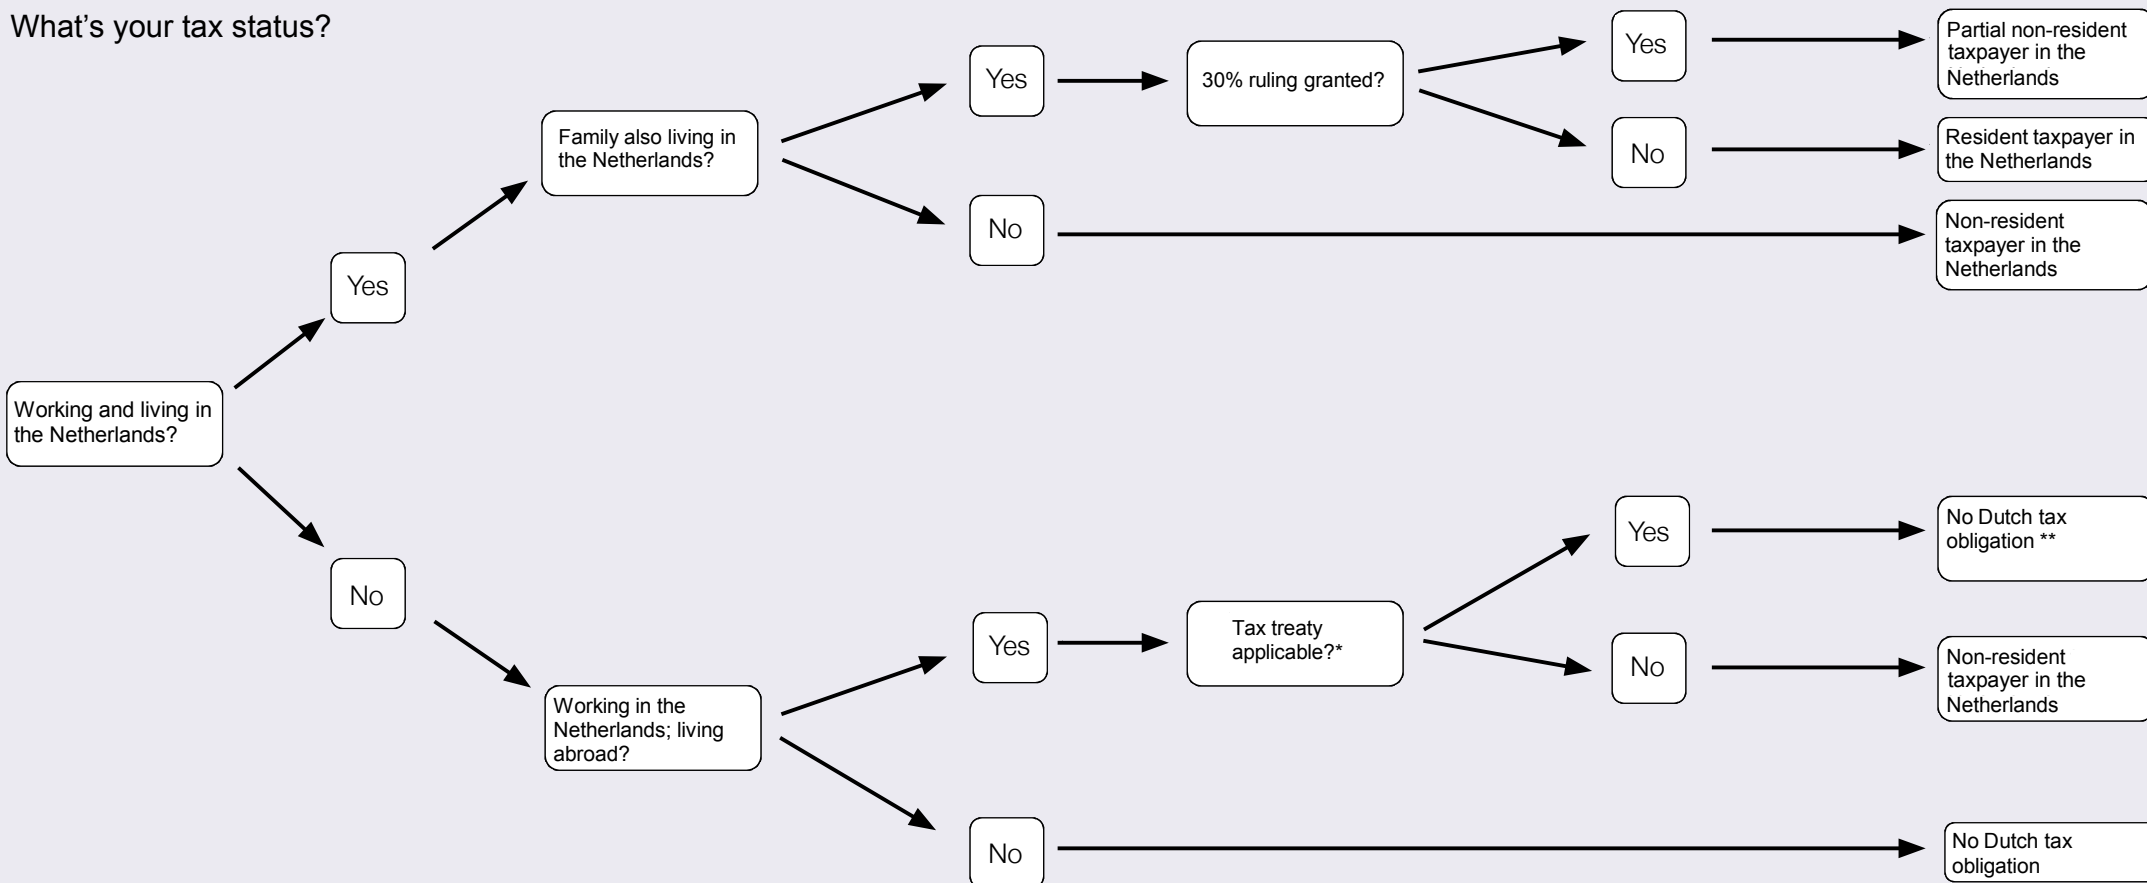 What's your tax status?
Yes
Partial non-resident
taxpayer in the
Netherlands
Yes
30% ruling granted?
Family also living in
the Netherlands?
No
Resident taxpayer in
the Netherlands
No
Non-resident
taxpayer in the
Netherlands
Yes
Working and living in
the Netherlands?
No
Yes
No Dutch tax
obligation **
Yes
Tax treaty
applicable?*
No
Non-resident
taxpayer in the
Netherlands
Working in the
Netherlands; living
abroad?
No
No Dutch tax
obligation